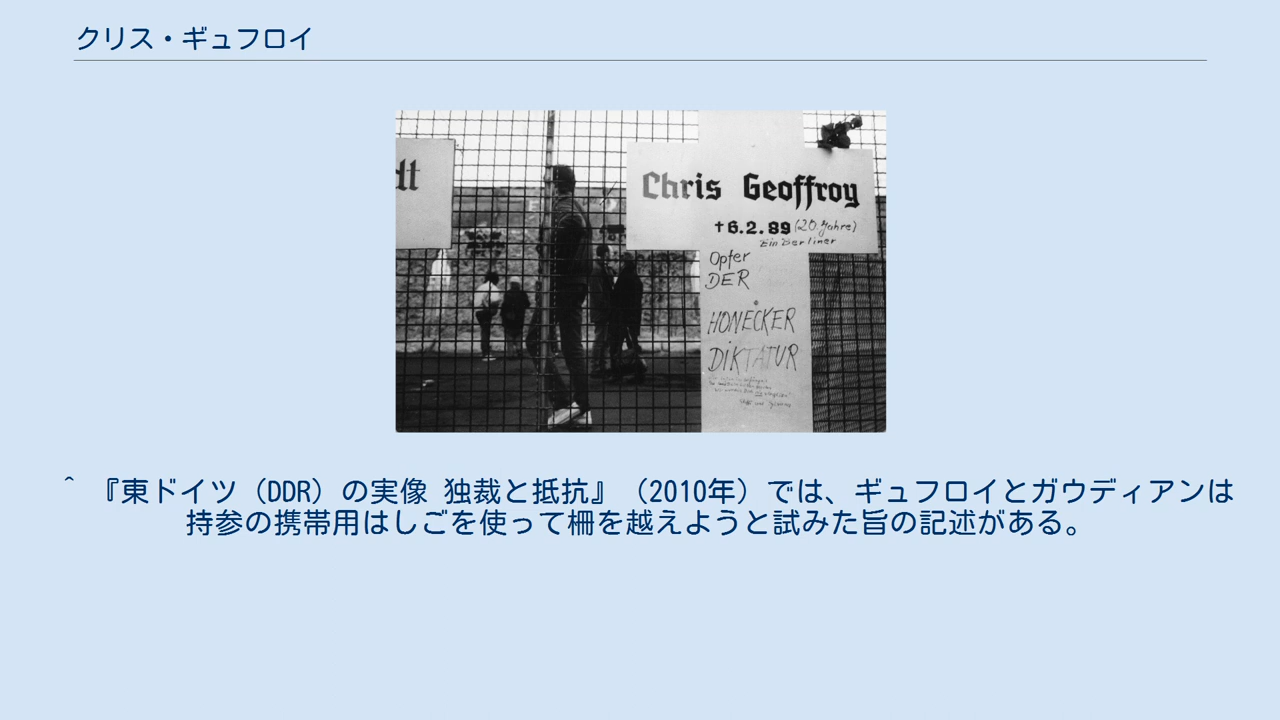 クリス・ギュフロイ
dt
Chris Geoffroy
†6.2.89 (20 Jahre)
Ein Berliner
Opfer
DER
HONECKER
DIKTATUR
^ 『東ドイツ（DDR）の実像 独裁と抵抗』（2010年）では、ギュフロイとガウディアンは
持参の携帯用はしごを使って柵を越えようと試みた旨の記述がある。